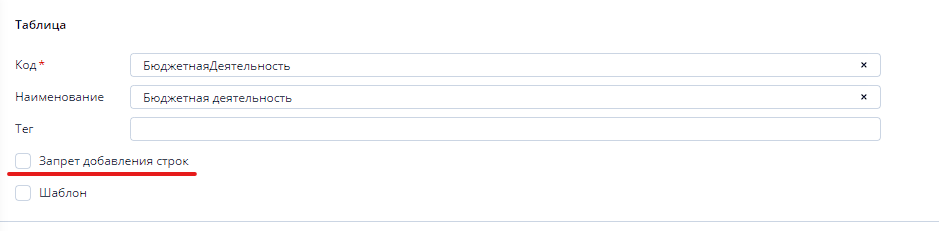 Таблица
Код * БюджетнаяДеятельность ×
Наименование Бюджетная деятельность ×
Тег
Запрет добавления строк
Шаблон